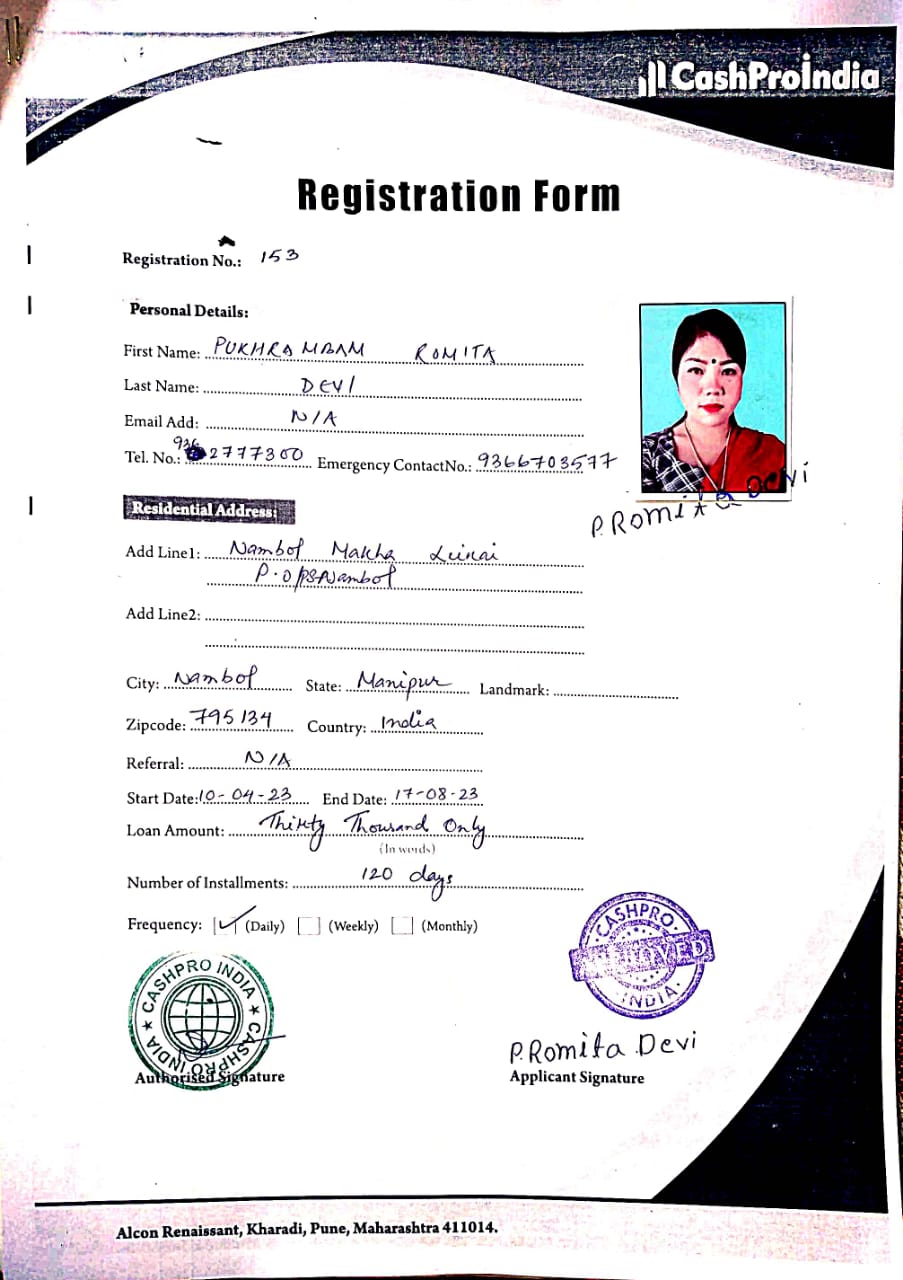 CashProIndia
Registration Form
Registration No.: 153
Personal Details:
First Name: PUKHRAMBAM ROMITA
Last Name: DEVI
Email Add: N/A
Tel. No.: 9362777300 Emergency ContactNo.: 9366703577
P. ROMITA DEVI
Residential Address:
Add Line1: Nambol Makha Leikai
P.O/PS Nambol
Add Line2:
City: Nambol State: Manipur Landmark:
Zipcode: 795134 Country: India
Referral: N/A
Start Date: 10-04-23 End Date: 17-08-23
Loan Amount: Thirty Thousand Only
(In words)
Number of Installments: 120 days
Frequency: (Daily) (Weekly) (Monthly)
CASHPRO INDIA
CASHPRO INDIA
CASHPRO
INDIA
P. Romita Devi
Authorised Signature
Applicant Signature
Alcon Renaissant, Kharadi, Pune, Maharashtra 411014.